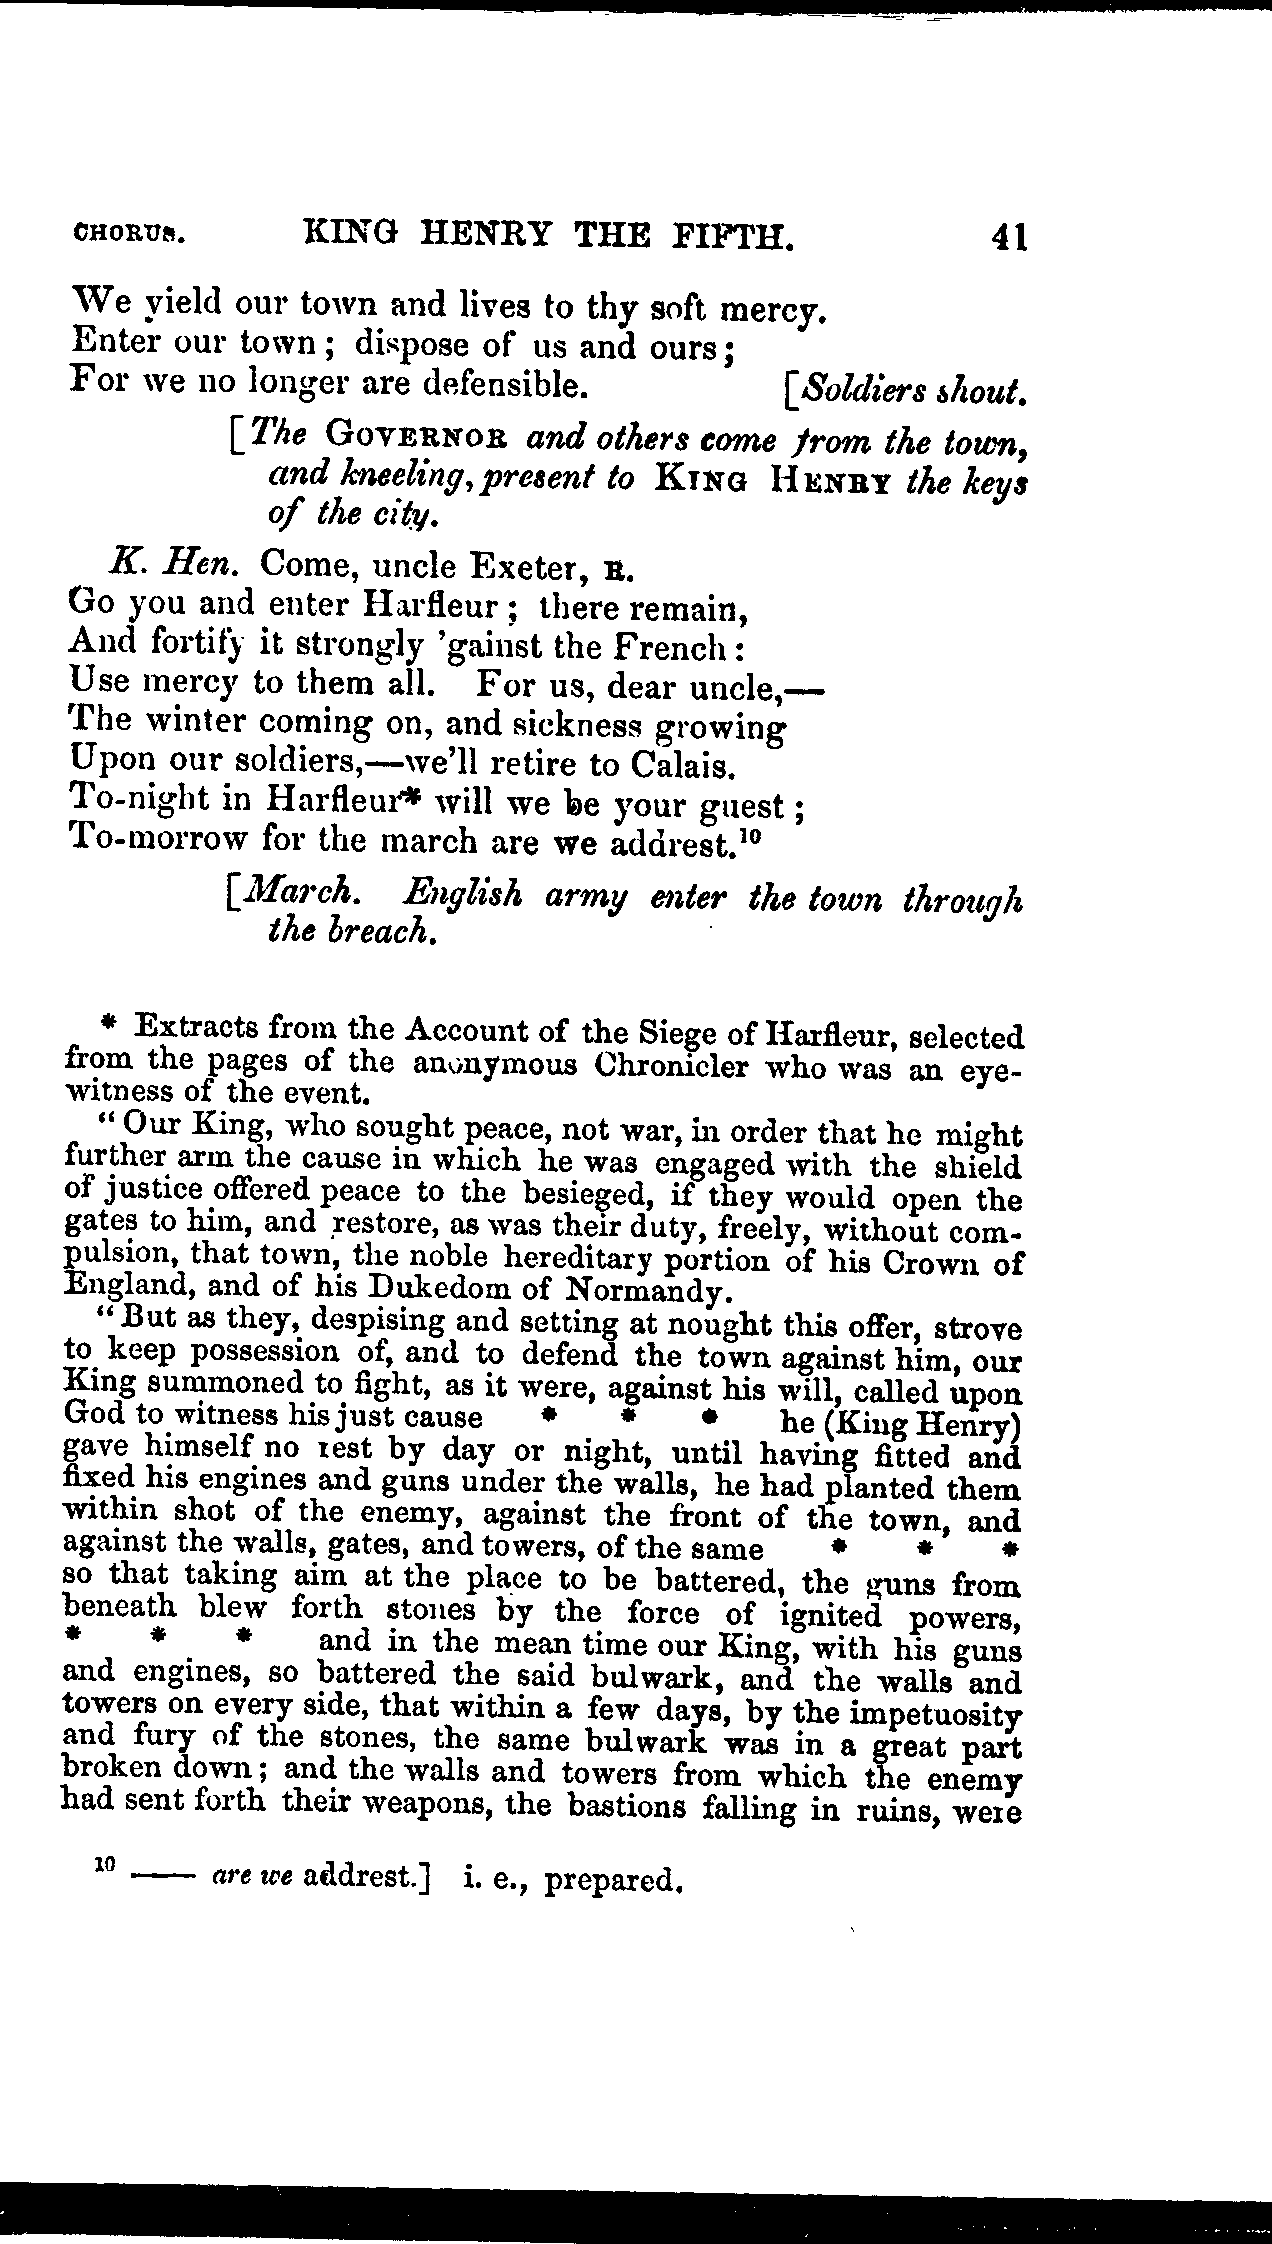 CHORUS. KING HENRY THE FIFTH. 41
We yield our town and lives to thy soft mercy.
Enter our town; dispose of us and ours;
For we no longer are defensible. [Soldiers shout.
[The GOVERNOR and others come from the town,
and kneeling, present to KING HENRY the keys
of the city.
K. Hen. Come, uncle Exeter, R.
Go you and enter Harfleur; there remain,
And fortify it strongly 'gainst the French:
Use mercy to them all. For us, dear uncle,—
The winter coming on, and sickness growing
Upon our soldiers,—we'll retire to Calais.
To-night in Harfleur* will we be your guest;
To-morrow for the march are we addrest.¹⁰
[March. English army enter the town through
the breach.
* Extracts from the Account of the Siege of Harfleur, selected
from the pages of the anonymous Chronicler who was an eye-
witness of the event.
"Our King, who sought peace, not war, in order that he might
further arm the cause in which he was engaged with the shield
of justice offered peace to the besieged, if they would open the
gates to him, and restore, as was their duty, freely, without com-
pulsion, that town, the noble hereditary portion of his Crown of
England, and of his Dukedom of Normandy.
"But as they, despising and setting at nought this offer, strove
to keep possession of, and to defend the town against him, our
King summoned to fight, as it were, against his will, called upon
God to witness his just cause * * * he (King Henry)
gave himself no rest by day or night, until having fitted and
fixed his engines and guns under the walls, he had planted them
within shot of the enemy, against the front of the town, and
against the walls, gates, and towers, of the same * * *
so that taking aim at the place to be battered, the guns from
beneath blew forth stones by the force of ignited powers,
* * * and in the mean time our King, with his guns
and engines, so battered the said bulwark, and the walls and
towers on every side, that within a few days, by the impetuosity
and fury of the stones, the same bulwark was in a great part
broken down; and the walls and towers from which the enemy
had sent forth their weapons, the bastions falling in ruins, were
¹⁰ —— are we addrest.] i. e., prepared.